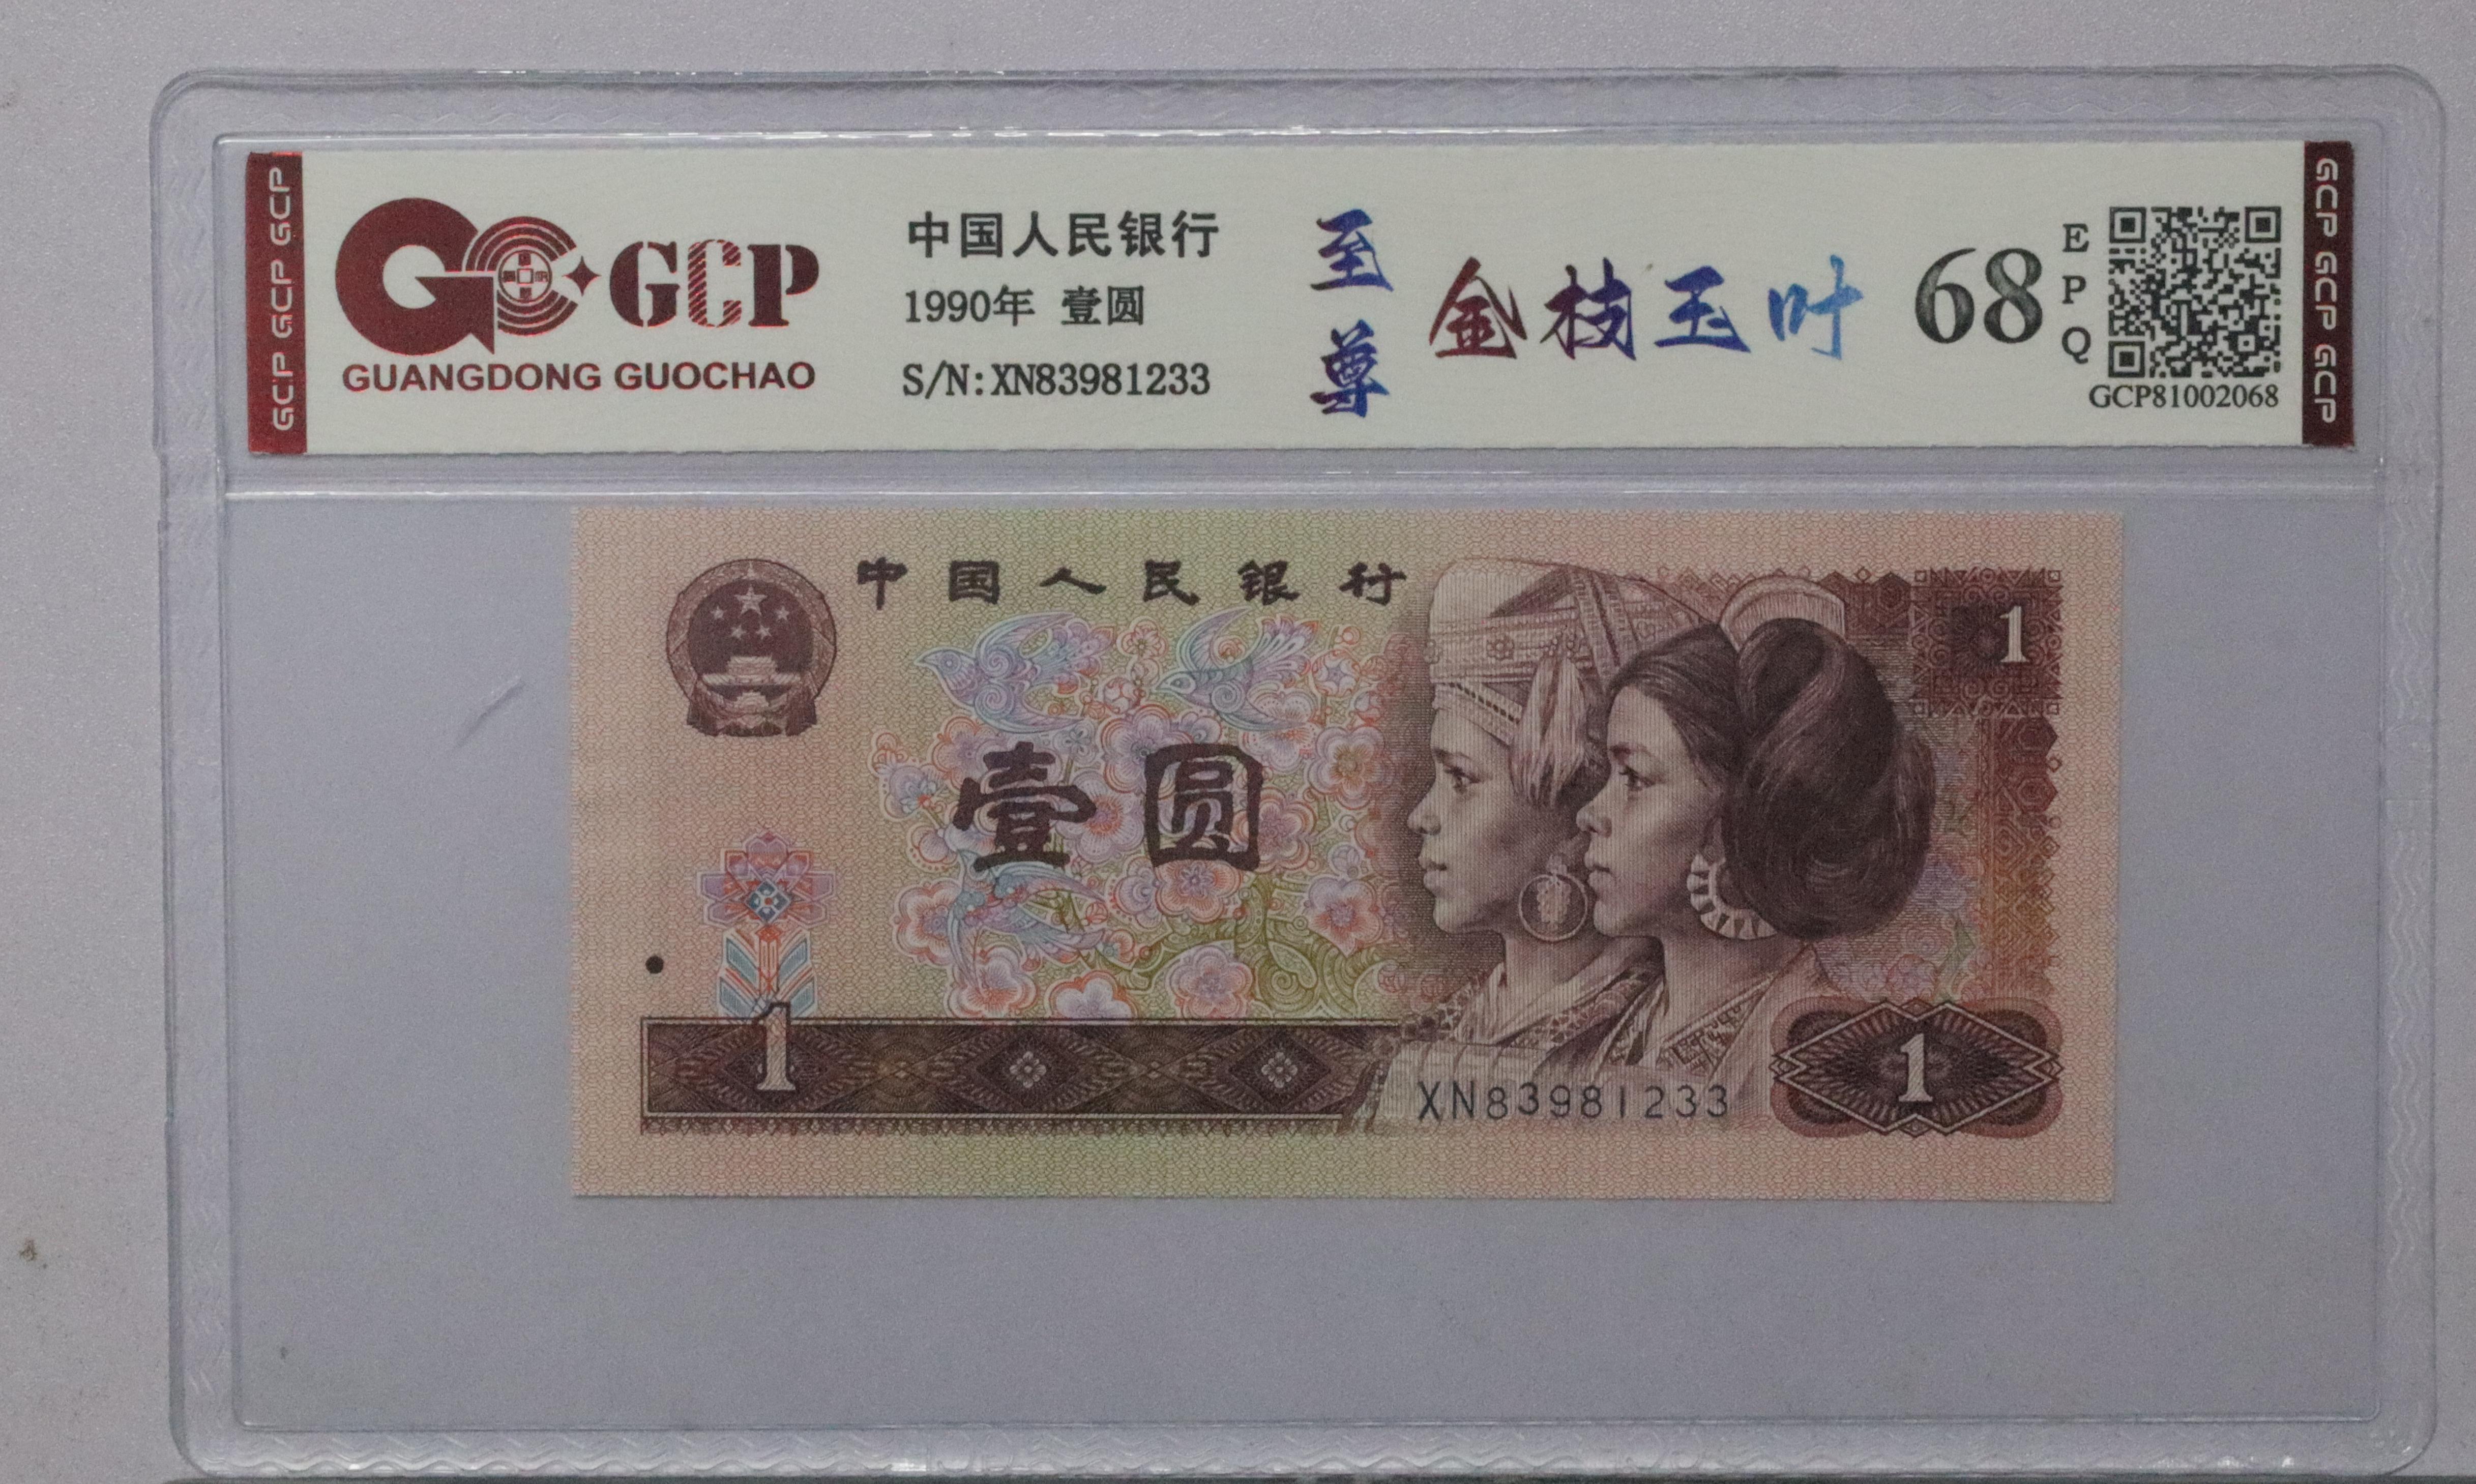 GCP GCP GCP
GCP
GUANGDONG GUOCHAO
中国人民银行
1990年 壹圆
S/N:XN83981233
至尊
金枝玉叶
68
EPQ
GCP81002068
GCP GCP GCP
中国人民银行
1
壹圆
1
XN83981233
1